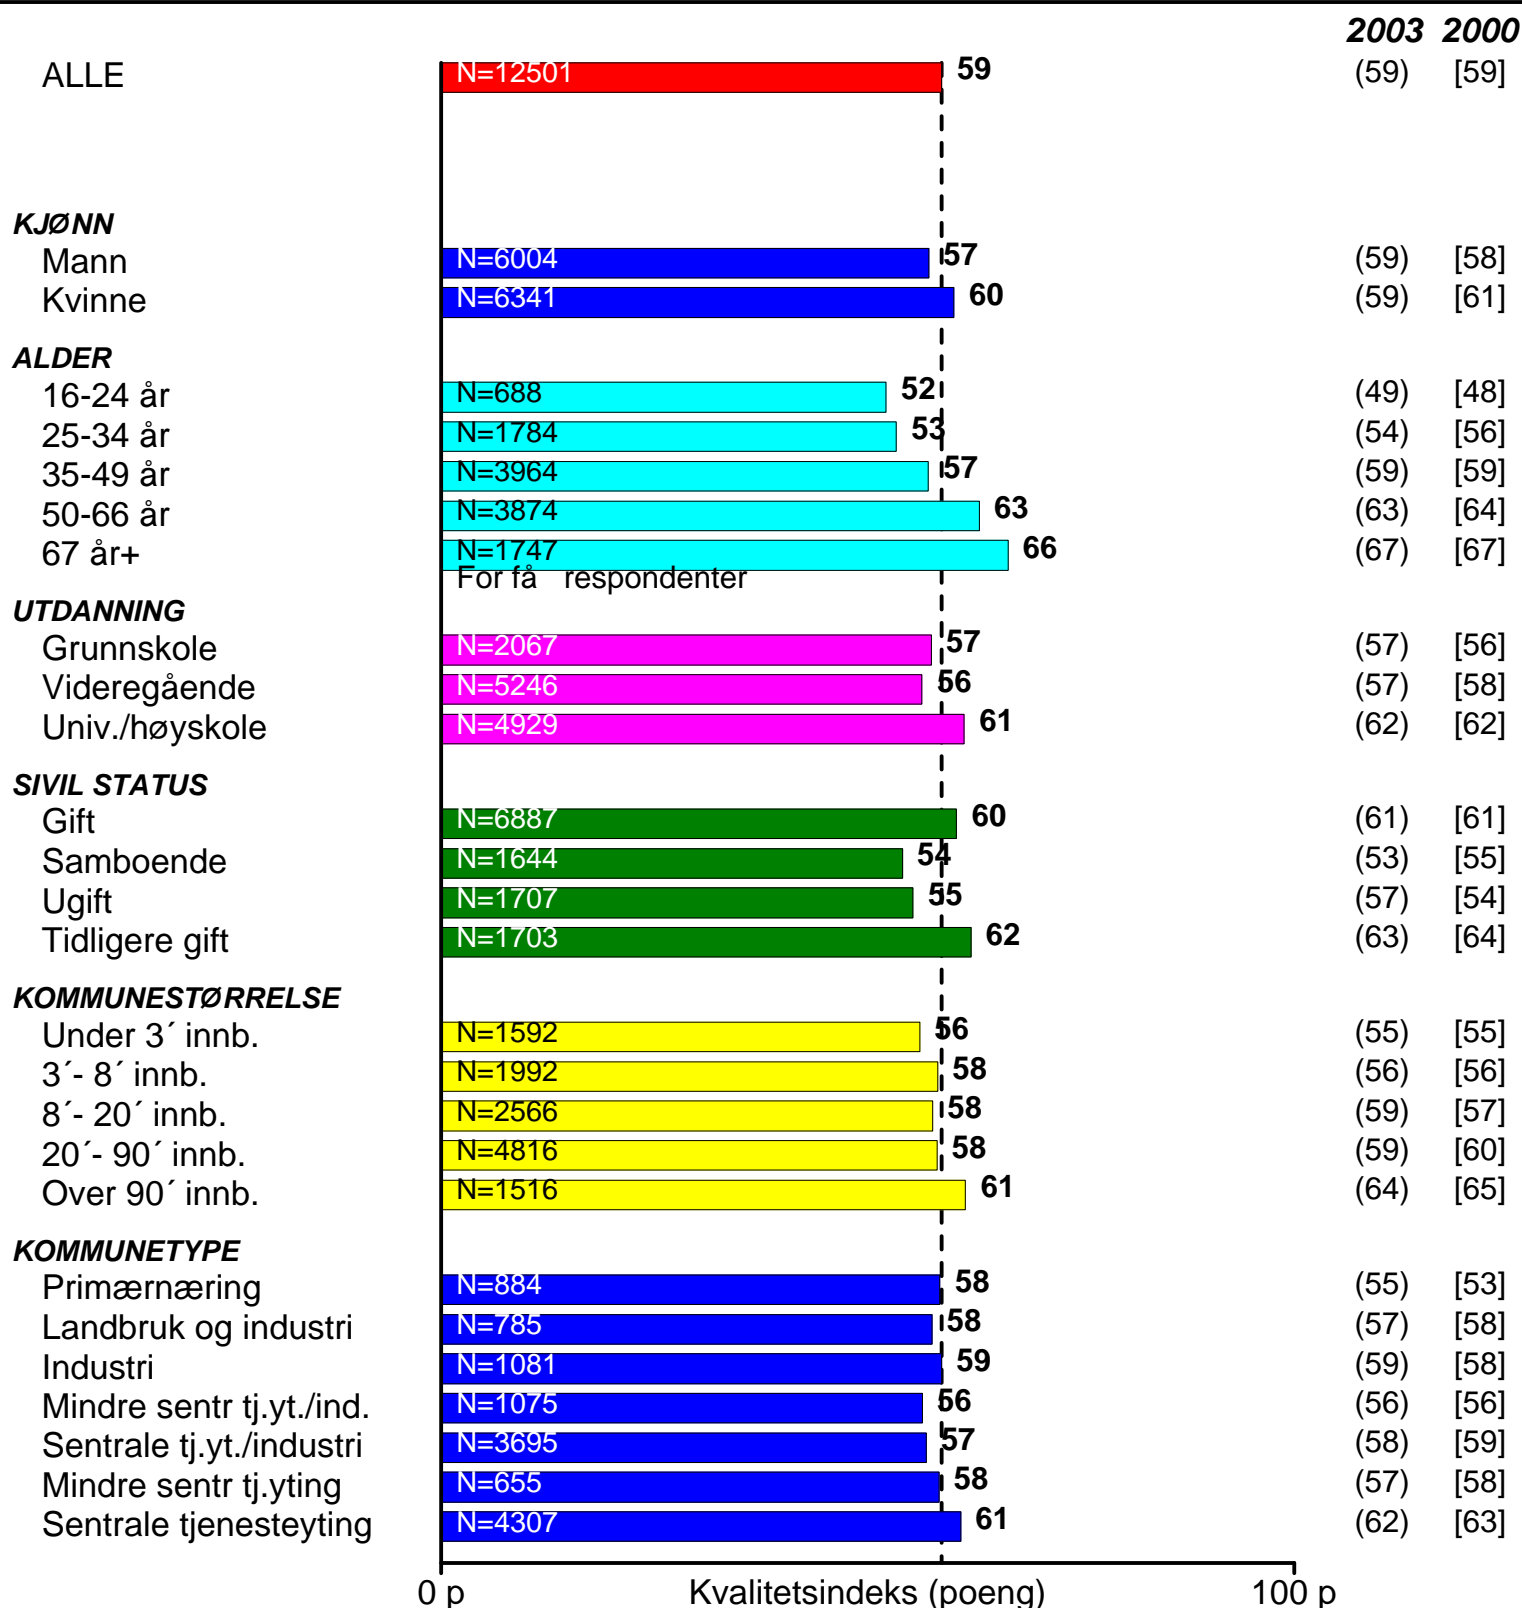 2003 2000
ALLE N=12501 59 (59) [59]
KJØNN
Mann N=6004 57 (59) [58]
Kvinne N=6341 60 (59) [61]
ALDER
16-24 år N=688 52 (49) [48]
25-34 år N=1784 53 (54) [56]
35-49 år N=3964 57 (59) [59]
50-66 år N=3874 63 (63) [64]
67 år+ N=1747 66 (67) [67]
For få respondenter
UTDANNING
Grunnskole N=2067 57 (57) [56]
Videregående N=5246 56 (57) [58]
Univ./høyskole N=4929 61 (62) [62]
SIVIL STATUS
Gift N=6887 60 (61) [61]
Samboende N=1644 54 (53) [55]
Ugift N=1707 55 (57) [54]
Tidligere gift N=1703 62 (63) [64]
KOMMUNESTØRRELSE
Under 3´ innb. N=1592 56 (55) [55]
3´- 8´ innb. N=1992 58 (56) [56]
8´- 20´ innb. N=2566 58 (59) [57]
20´- 90´ innb. N=4816 58 (59) [60]
Over 90´ innb. N=1516 61 (64) [65]
KOMMUNETYPE
Primærnæring N=884 58 (55) [53]
Landbruk og industri N=785 58 (57) [58]
Industri N=1081 59 (59) [58]
Mindre sentr tj.yt./ind. N=1075 56 (56) [56]
Sentrale tj.yt./industri N=3695 57 (58) [59]
Mindre sentr tj.yting N=655 58 (57) [58]
Sentrale tjenesteyting N=4307 61 (62) [63]
0 p Kvalitetsindeks (poeng) 100 p